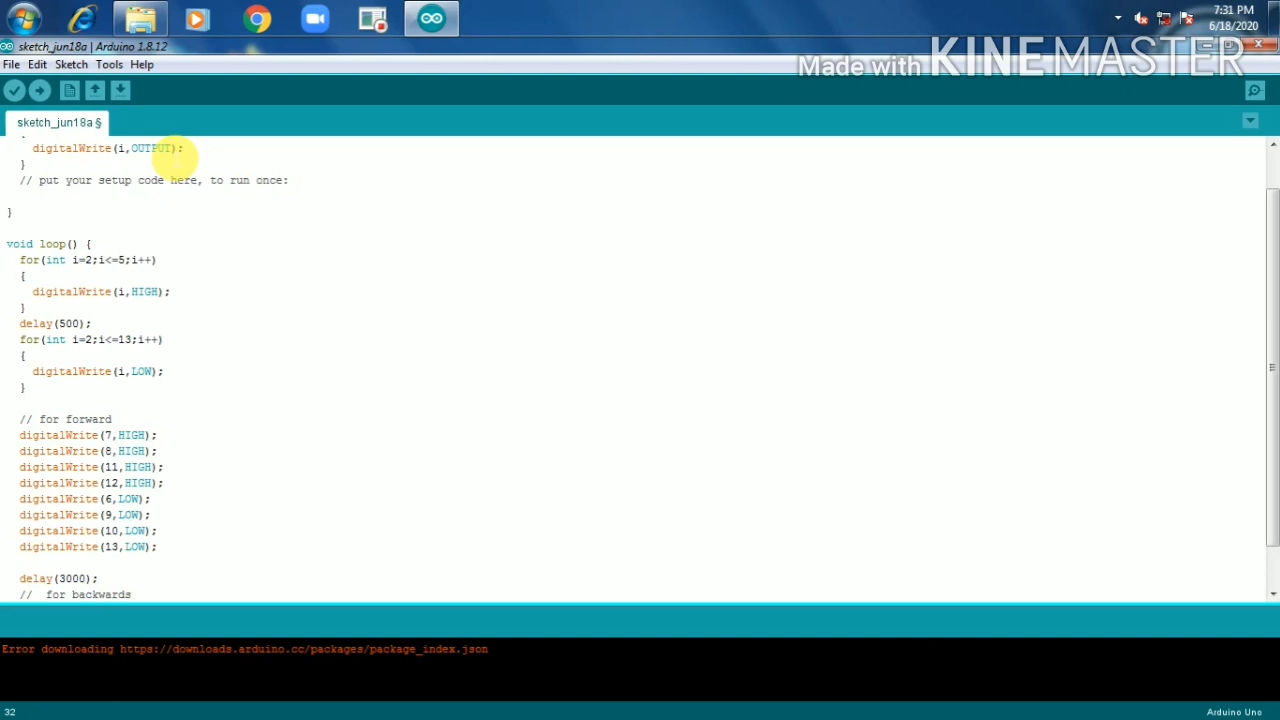 7:31 PM
6/18/2020
sketch_jun18a | Arduino 1.8.12
Made with KINEMASTER
File Edit Sketch Tools Help
sketch_jun18a §
digitalWrite(i,OUTPUT);
}
// put your setup code here, to run once:
}
void loop() {
for(int i=2;i<=5;i++)
{
digitalWrite(i,HIGH);
}
delay(500);
for(int i=2;i<=13;i++)
{
digitalWrite(i,LOW);
}
// for forward
digitalWrite(7,HIGH);
digitalWrite(8,HIGH);
digitalWrite(11,HIGH);
digitalWrite(12,HIGH);
digitalWrite(6,LOW);
digitalWrite(9,LOW);
digitalWrite(10,LOW);
digitalWrite(13,LOW);
delay(3000);
// for backwards
Error downloading https://downloads.arduino.cc/packages/package_index.json
32
Arduino Uno